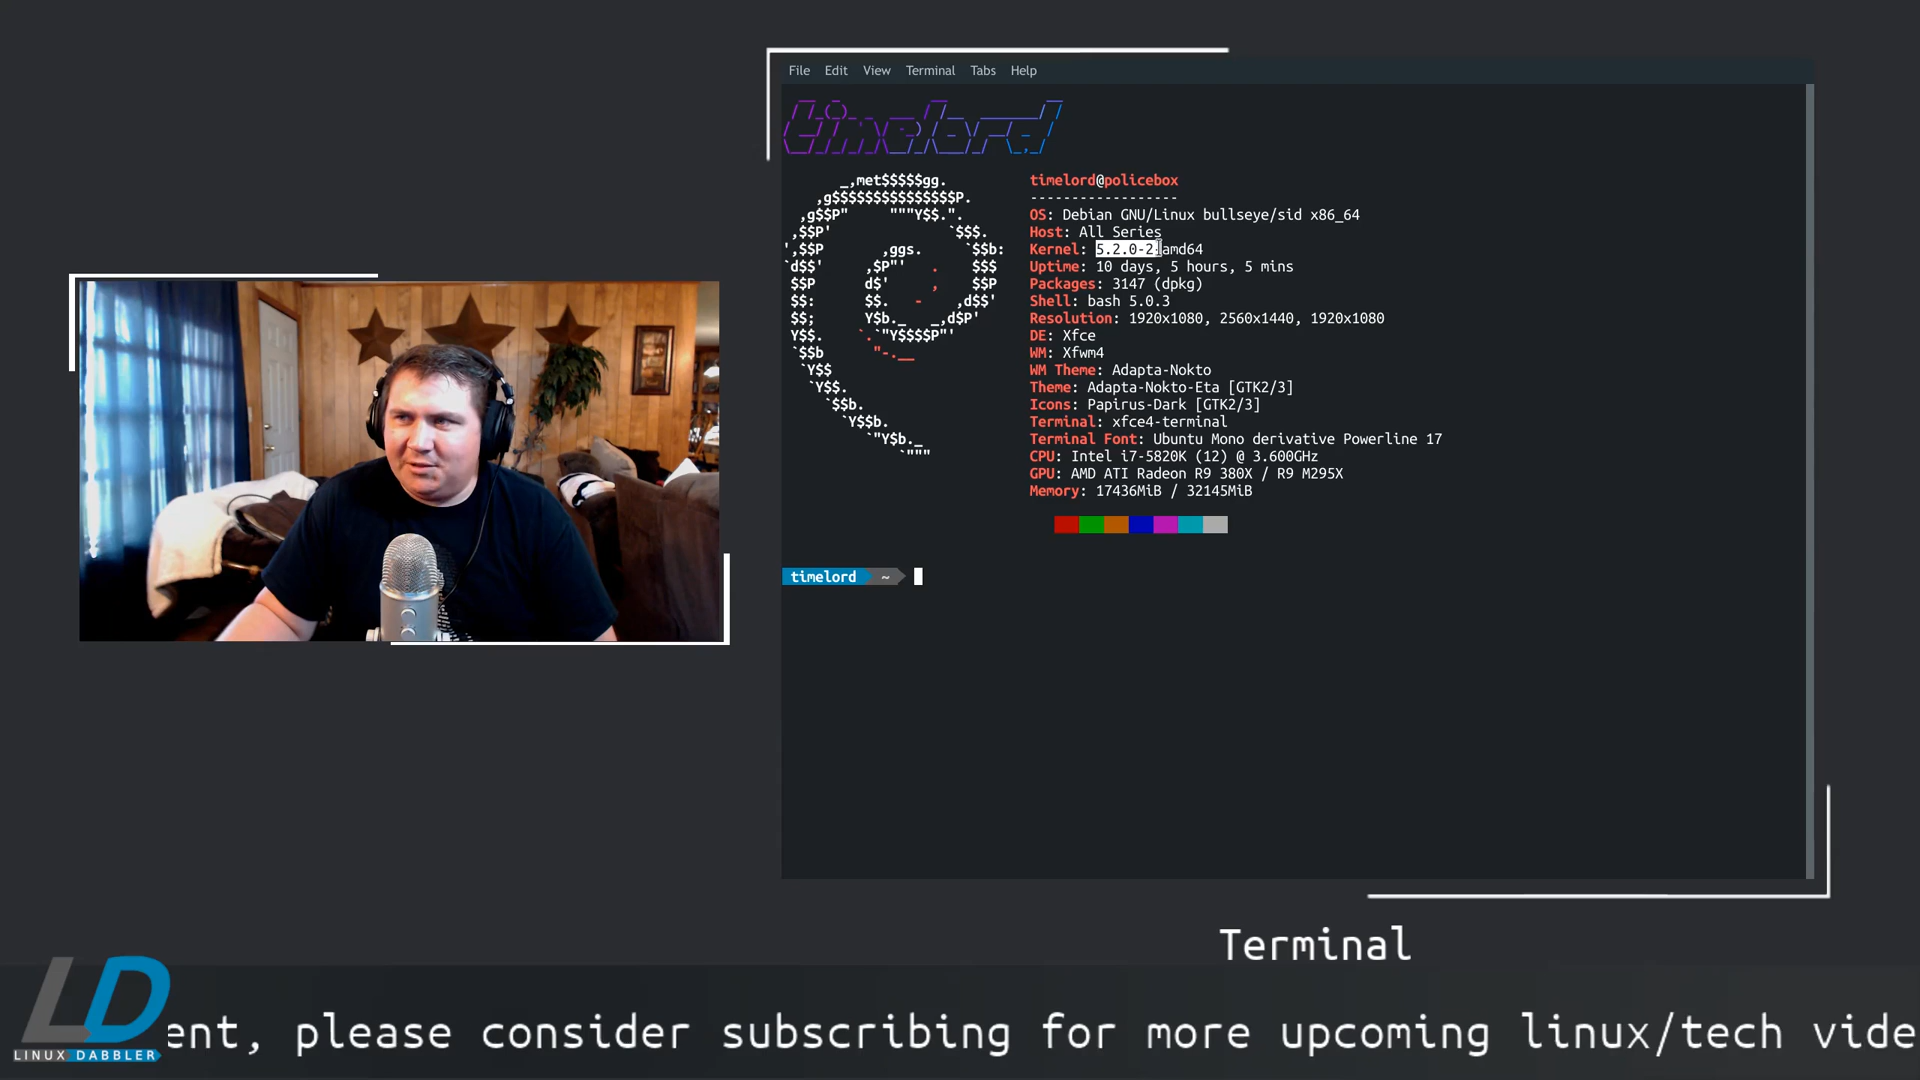 File Edit View Terminal Tabs Help
timelord
timelord@policebox
------------------
OS: Debian GNU/Linux bullseye/sid x86_64
Host: All Series
Kernel: 5.2.0-2-amd64
Uptime: 10 days, 5 hours, 5 mins
Packages: 3147 (dpkg)
Shell: bash 5.0.3
Resolution: 1920x1080, 2560x1440, 1920x1080
DE: Xfce
WM: Xfwm4
WM Theme: Adapta-Nokto
Theme: Adapta-Nokto-Eta [GTK2/3]
Icons: Papirus-Dark [GTK2/3]
Terminal: xfce4-terminal
Terminal Font: Ubuntu Mono derivative Powerline 17
CPU: Intel i7-5820K (12) @ 3.600GHz
GPU: AMD ATI Radeon R9 380X / R9 M295X
Memory: 17436MiB / 32145MiB
timelord ~
Terminal
LD
LINUX DABBLER
ent, please consider subscribing for more upcoming linux/tech vide